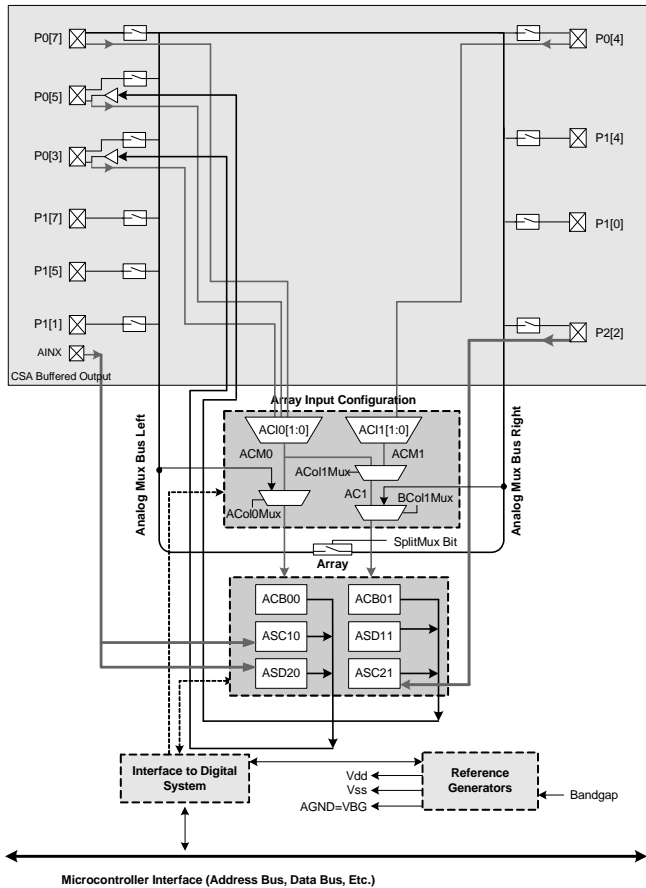 P0[7]
P0[4]
P0[5]
P0[3]
P1[4]
P1[7]
P1[0]
P1[5]
P1[1]
P2[2]
AINX
CSA Buffered Output
Array Input Configuration
ACI0[1:0]
ACI1[1:0]
ACM0
ACM1
ACol1Mux
AC1
BCol1Mux
ACol0Mux
Analog Mux Bus Left
Analog Mux Bus Right
SplitMux Bit
Array
ACB00
ACB01
ASC10
ASD11
ASD20
ASC21
Interface to Digital
System
Vdd
Vss
AGND=VBG
Reference
Generators
Bandgap
Microcontroller Interface (Address Bus, Data Bus, Etc.)